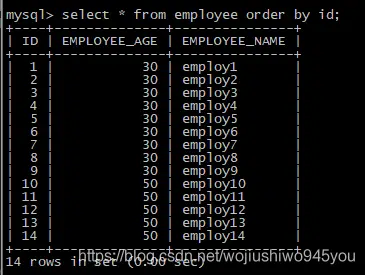 mysql> select * from employee order by id;
+----+--------------+---------------+
| ID | EMPLOYEE_AGE | EMPLOYEE_NAME |
+----+--------------+---------------+
| 1 | 30 | employ1 |
| 2 | 30 | employ2 |
| 3 | 30 | employ3 |
| 4 | 30 | employ4 |
| 5 | 30 | employ5 |
| 6 | 30 | employ6 |
| 7 | 30 | employ7 |
| 8 | 30 | employ8 |
| 9 | 30 | employ9 |
| 10 | 50 | employ10 |
| 11 | 50 | employ11 |
| 12 | 50 | employ12 |
| 13 | 50 | employ13 |
| 14 | 50 | employ14 |
+----+--------------+---------------+
14 rows in set (0.00 sec)
https://blog.csdn.net/wojiushiwo945you